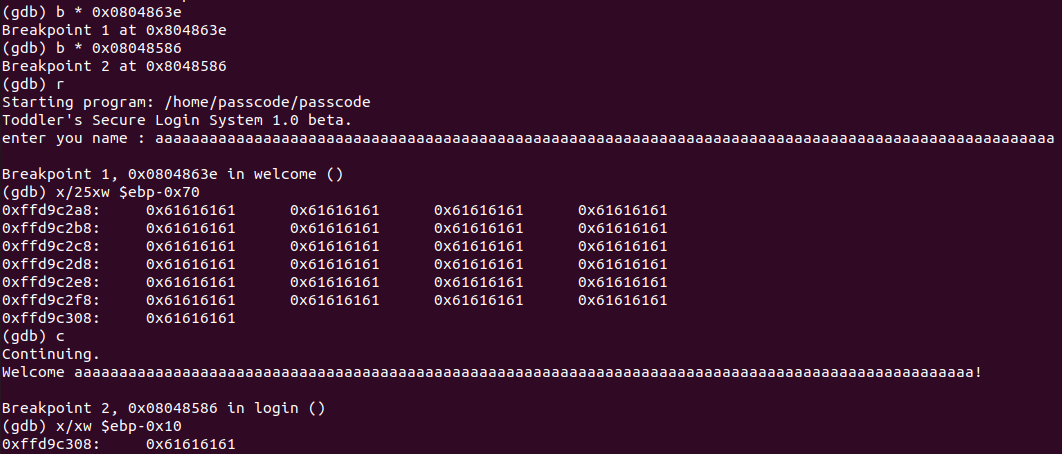 (gdb) b * 0x0804863e
Breakpoint 1 at 0x804863e
(gdb) b * 0x08048586
Breakpoint 2 at 0x8048586
(gdb) r
Starting program: /home/passcode/passcode
Toddler's Secure Login System 1.0 beta.
enter you name : aaaaaaaaaaaaaaaaaaaaaaaaaaaaaaaaaaaaaaaaaaaaaaaaaaaaaaaaaaaaaaaaaaaaaaaaaaaaaaaaaaaaaaaaaaaaaaaaaaaa
Breakpoint 1, 0x0804863e in welcome ()
(gdb) x/25xw $ebp-0x70
0xffd9c2a8: 0x61616161 0x61616161 0x61616161 0x61616161
0xffd9c2b8: 0x61616161 0x61616161 0x61616161 0x61616161
0xffd9c2c8: 0x61616161 0x61616161 0x61616161 0x61616161
0xffd9c2d8: 0x61616161 0x61616161 0x61616161 0x61616161
0xffd9c2e8: 0x61616161 0x61616161 0x61616161 0x61616161
0xffd9c2f8: 0x61616161 0x61616161 0x61616161 0x61616161
0xffd9c308: 0x61616161
(gdb) c
Continuing.
Welcome aaaaaaaaaaaaaaaaaaaaaaaaaaaaaaaaaaaaaaaaaaaaaaaaaaaaaaaaaaaaaaaaaaaaaaaaaaaaaaaaaaaaaaaaaaaaaaaaaaaa!
Breakpoint 2, 0x08048586 in login ()
(gdb) x/xw $ebp-0x10
0xffd9c308: 0x61616161